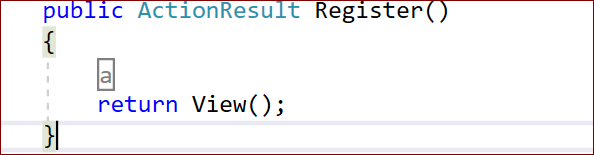 public ActionResult Register()
{
a
return View();
}